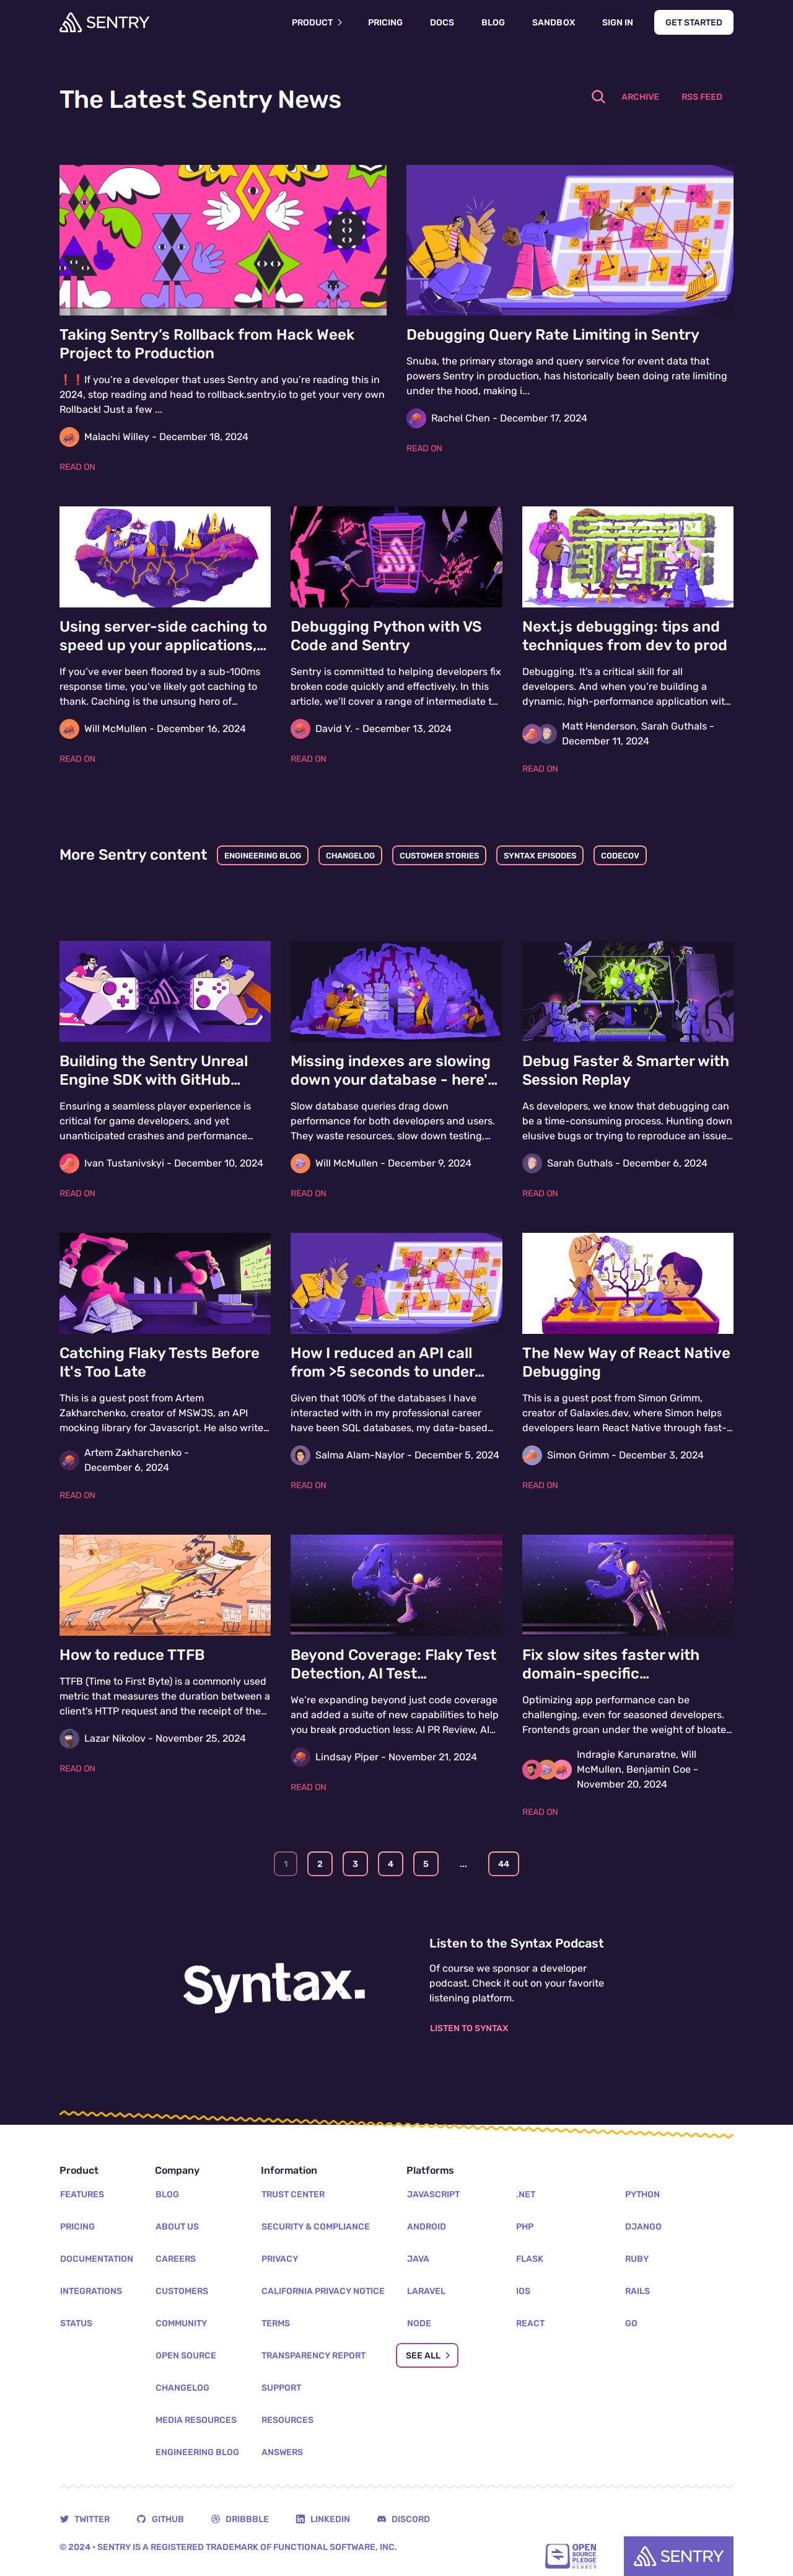 SENTRY
PRODUCT
PRICING
DOCS
BLOG
SANDBOX
SIGN IN
GET STARTED
The Latest Sentry News
ARCHIVE
RSS FEED
Taking Sentry’s Rollback from Hack Week
Project to Production
❗❗If you’re a developer that uses Sentry and you’re reading this in
2024, stop reading and head to rollback.sentry.io to get your very own
Rollback! Just a few ...
Malachi Willey - December 18, 2024
READ ON
Debugging Query Rate Limiting in Sentry
Snuba, the primary storage and query service for event data that
powers Sentry in production, has historically been doing rate limiting
under the hood, making i...
Rachel Chen - December 17, 2024
READ ON
Using server-side caching to
speed up your applications,…
If you’ve ever been floored by a sub-100ms
response time, you’ve likely got caching to
thank. Caching is the unsung hero of…
Will McMullen - December 16, 2024
READ ON
Debugging Python with VS
Code and Sentry
Sentry is committed to helping developers fix
broken code quickly and effectively. In this
article, we’ll cover a range of intermediate t…
David Y. - December 13, 2024
READ ON
Next.js debugging: tips and
techniques from dev to prod
Debugging. It’s a critical skill for all
developers. And when you’re building a
dynamic, high-performance application wit…
Matt Henderson, Sarah Guthals -
December 11, 2024
READ ON
More Sentry content
ENGINEERING BLOG
CHANGELOG
CUSTOMER STORIES
SYNTAX EPISODES
CODECOV
Building the Sentry Unreal
Engine SDK with GitHub…
Ensuring a seamless player experience is
critical for game developers, and yet
unanticipated crashes and performance…
Ivan Tustanivskyi - December 10, 2024
READ ON
Missing indexes are slowing
down your database - here'…
Slow database queries drag down
performance for both developers and users.
They waste resources, slow down testing,…
Will McMullen - December 9, 2024
READ ON
Debug Faster & Smarter with
Session Replay
As developers, we know that debugging can
be a time-consuming process. Hunting down
elusive bugs or trying to reproduce an issue…
Sarah Guthals - December 6, 2024
READ ON
Catching Flaky Tests Before
It's Too Late
This is a guest post from Artem
Zakharchenko, creator of MSWJS, an API
mocking library for Javascript. He also write…
Artem Zakharchenko -
December 6, 2024
READ ON
How I reduced an API call
from >5 seconds to under…
Given that 100% of the databases I have
interacted with in my professional career
have been SQL databases, my data-based…
Salma Alam-Naylor - December 5, 2024
READ ON
The New Way of React Native
Debugging
This is a guest post from Simon Grimm,
creator of Galaxies.dev, where Simon helps
developers learn React Native through fast-…
Simon Grimm - December 3, 2024
READ ON
How to reduce TTFB
TTFB (Time to First Byte) is a commonly used
metric that measures the duration between a
client's HTTP request and the receipt of the…
Lazar Nikolov - November 25, 2024
READ ON
4
Beyond Coverage: Flaky Test
Detection, AI Test…
We’re expanding beyond just code coverage
and added a suite of new capabilities to help
you break production less: AI PR Review, AI…
Lindsay Piper - November 21, 2024
READ ON
3
Fix slow sites faster with
domain-specific…
Optimizing app performance can be
challenging, even for seasoned developers.
Frontends groan under the weight of bloate…
Indragie Karunaratne, Will
McMullen, Benjamin Coe -
November 20, 2024
READ ON
1
2
3
4
5
...
44
Syntax.
Listen to the Syntax Podcast
Of course we sponsor a developer
podcast. Check it out on your favorite
listening platform.
LISTEN TO SYNTAX
Product
FEATURES
PRICING
DOCUMENTATION
INTEGRATIONS
STATUS
Company
BLOG
ABOUT US
CAREERS
CUSTOMERS
COMMUNITY
OPEN SOURCE
CHANGELOG
MEDIA RESOURCES
ENGINEERING BLOG
Information
TRUST CENTER
SECURITY & COMPLIANCE
PRIVACY
CALIFORNIA PRIVACY NOTICE
TERMS
TRANSPARENCY REPORT
SUPPORT
RESOURCES
ANSWERS
Platforms
JAVASCRIPT
ANDROID
JAVA
LARAVEL
NODE
SEE ALL
.NET
PHP
FLASK
IOS
REACT
PYTHON
DJANGO
RUBY
RAILS
GO
TWITTER
GITHUB
DRIBBBLE
LINKEDIN
DISCORD
© 2024 • SENTRY IS A REGISTERED TRADEMARK OF FUNCTIONAL SOFTWARE, INC.
OPEN
SOURCE
PLEDGE
MEMBER
SENTRY